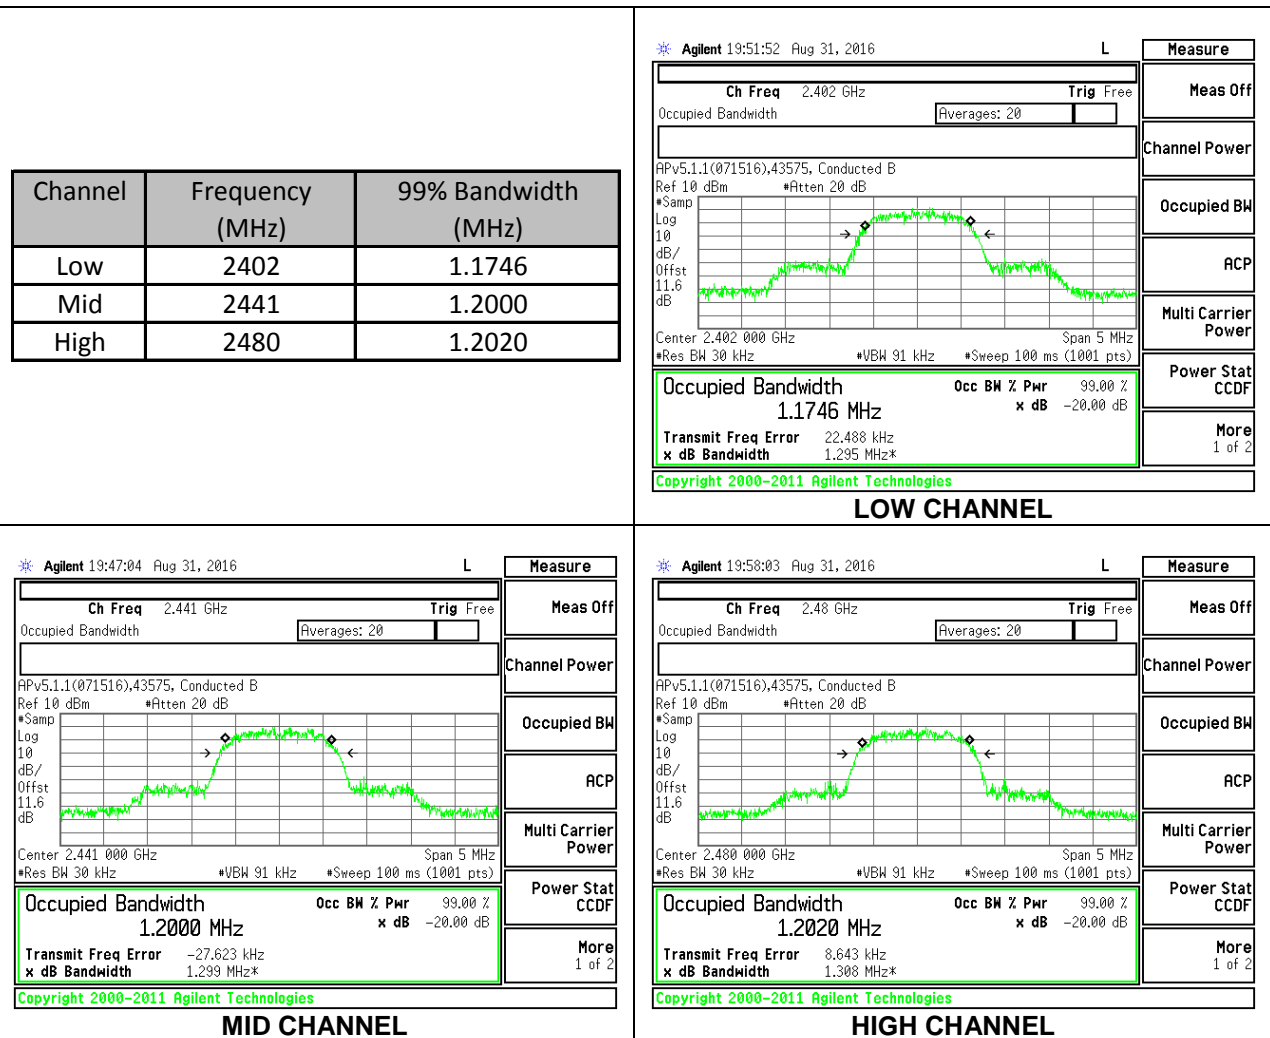 Channel Frequency (MHz) 99% Bandwidth (MHz)
Low 2402 1.1746
Mid 2441 1.2000
High 2480 1.2020
Agilent 19:51:52 Aug 31, 2016 L Measure
Ch Freq 2.402 GHz Trig Free
Occupied Bandwidth Averages: 20
APv5.1.1(071516),43575, Conducted B
Ref 10 dBm #Atten 20 dB
#Samp
Log
10
dB/
Offst
11.6
dB
Center 2.402 000 GHz Span 5 MHz
#Res BW 30 kHz #VBW 91 kHz #Sweep 100 ms (1001 pts)
Occupied Bandwidth Occ BW % Pwr 99.00 %
1.1746 MHz x dB -20.00 dB
Transmit Freq Error 22.488 kHz
x dB Bandwidth 1.295 MHz*
Copyright 2000-2011 Agilent Technologies
Meas Off
Channel Power
Occupied BW
ACP
Multi Carrier
Power
Power Stat
CCDF
More
1 of 2
LOW CHANNEL
Agilent 19:47:04 Aug 31, 2016 L Measure
Ch Freq 2.441 GHz Trig Free
Occupied Bandwidth Averages: 20
APv5.1.1(071516),43575, Conducted B
Ref 10 dBm #Atten 20 dB
#Samp
Log
10
dB/
Offst
11.6
dB
Center 2.441 000 GHz Span 5 MHz
#Res BW 30 kHz #VBW 91 kHz #Sweep 100 ms (1001 pts)
Occupied Bandwidth Occ BW % Pwr 99.00 %
1.2000 MHz x dB -20.00 dB
Transmit Freq Error -27.623 kHz
x dB Bandwidth 1.299 MHz*
Copyright 2000-2011 Agilent Technologies
Meas Off
Channel Power
Occupied BW
ACP
Multi Carrier
Power
Power Stat
CCDF
More
1 of 2
MID CHANNEL
Agilent 19:58:03 Aug 31, 2016 L Measure
Ch Freq 2.48 GHz Trig Free
Occupied Bandwidth Averages: 20
APv5.1.1(071516),43575, Conducted B
Ref 10 dBm #Atten 20 dB
#Samp
Log
10
dB/
Offst
11.6
dB
Center 2.480 000 GHz Span 5 MHz
#Res BW 30 kHz #VBW 91 kHz #Sweep 100 ms (1001 pts)
Occupied Bandwidth Occ BW % Pwr 99.00 %
1.2020 MHz x dB -20.00 dB
Transmit Freq Error 8.643 kHz
x dB Bandwidth 1.308 MHz*
Copyright 2000-2011 Agilent Technologies
Meas Off
Channel Power
Occupied BW
ACP
Multi Carrier
Power
Power Stat
CCDF
More
1 of 2
HIGH CHANNEL